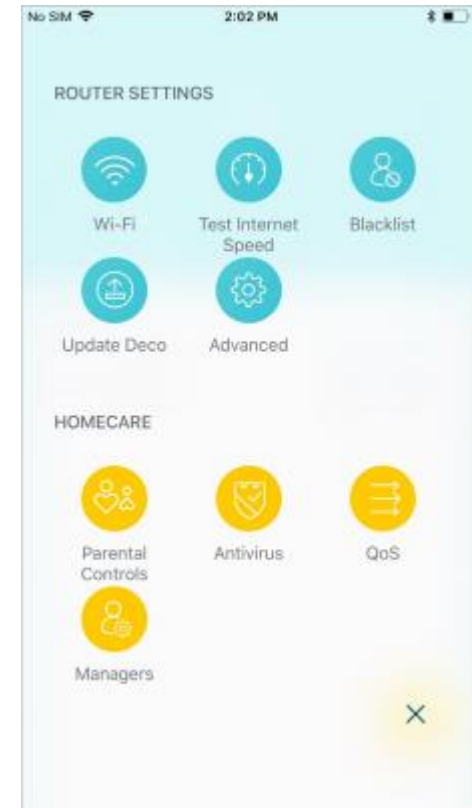 No SIM 2:02 PM
ROUTER SETTINGS
Wi-Fi Test Internet Speed Blacklist
Update Deco Advanced
HOMECARE
Parental Controls Antivirus QoS
Managers